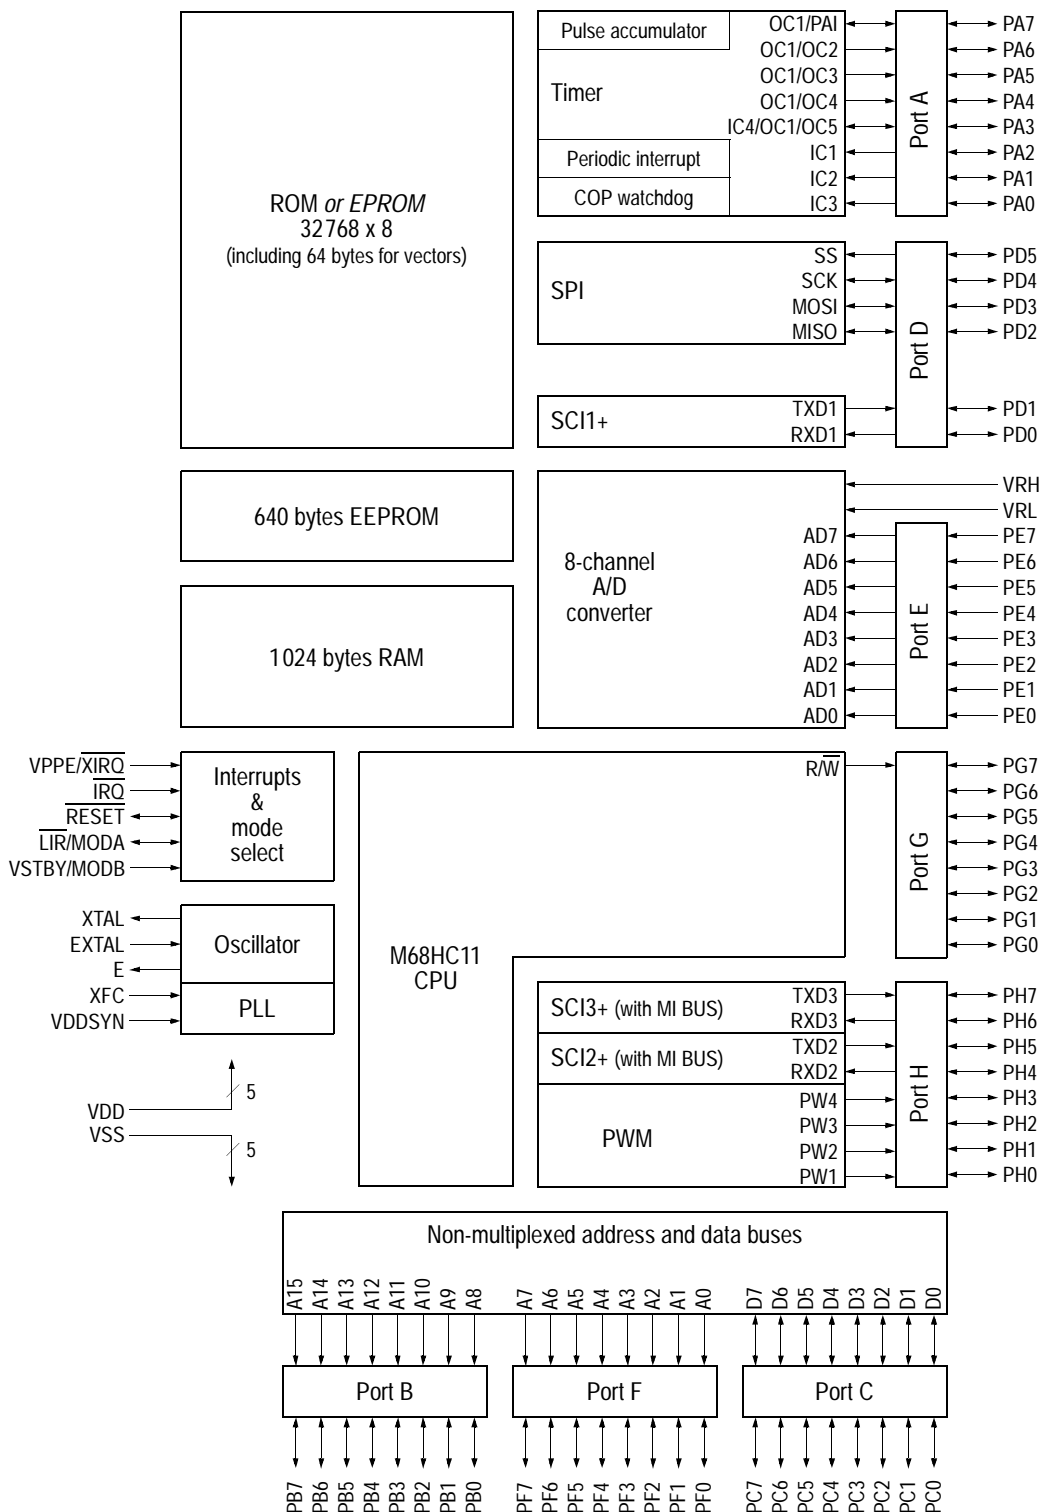 ROM or EPROM
32768 x 8
(including 64 bytes for vectors)
640 bytes EEPROM
1024 bytes RAM
Pulse accumulator
Timer
Periodic interrupt
COP watchdog
OC1/PAI
OC1/OC2
OC1/OC3
OC1/OC4
IC4/OC1/OC5
IC1
IC2
IC3
Port A
PA7
PA6
PA5
PA4
PA3
PA2
PA1
PA0
SPI
SS
SCK
MOSI
MISO
SCI1+
TXD1
RXD1
Port D
PD5
PD4
PD3
PD2
PD1
PD0
8-channel
A/D
converter
AD7
AD6
AD5
AD4
AD3
AD2
AD1
AD0
Port E
VRH
VRL
PE7
PE6
PE5
PE4
PE3
PE2
PE1
PE0
VPPE/XIRQ
IRQ
RESET
LIR/MODA
VSTBY/MODB
Interrupts
&
mode
select
XTAL
EXTAL
E
XFC
VDDSYN
Oscillator
PLL
VDD
VSS
5
5
M68HC11
CPU
R/W
Port G
PG7
PG6
PG5
PG4
PG3
PG2
PG1
PG0
SCI3+ (with MI BUS)
SCI2+ (with MI BUS)
PWM
TXD3
RXD3
TXD2
RXD2
PW4
PW3
PW2
PW1
Port H
PH7
PH6
PH5
PH4
PH3
PH2
PH1
PH0
Non-multiplexed address and data buses
A15
A14
A13
A12
A11
A10
A9
A8
A7
A6
A5
A4
A3
A2
A1
A0
D7
D6
D5
D4
D3
D2
D1
D0
Port B
Port F
Port C
PB7
PB6
PB5
PB4
PB3
PB2
PB1
PB0
PF7
PF6
PF5
PF4
PF3
PF2
PF1
PF0
PC7
PC6
PC5
PC4
PC3
PC2
PC1
PC0